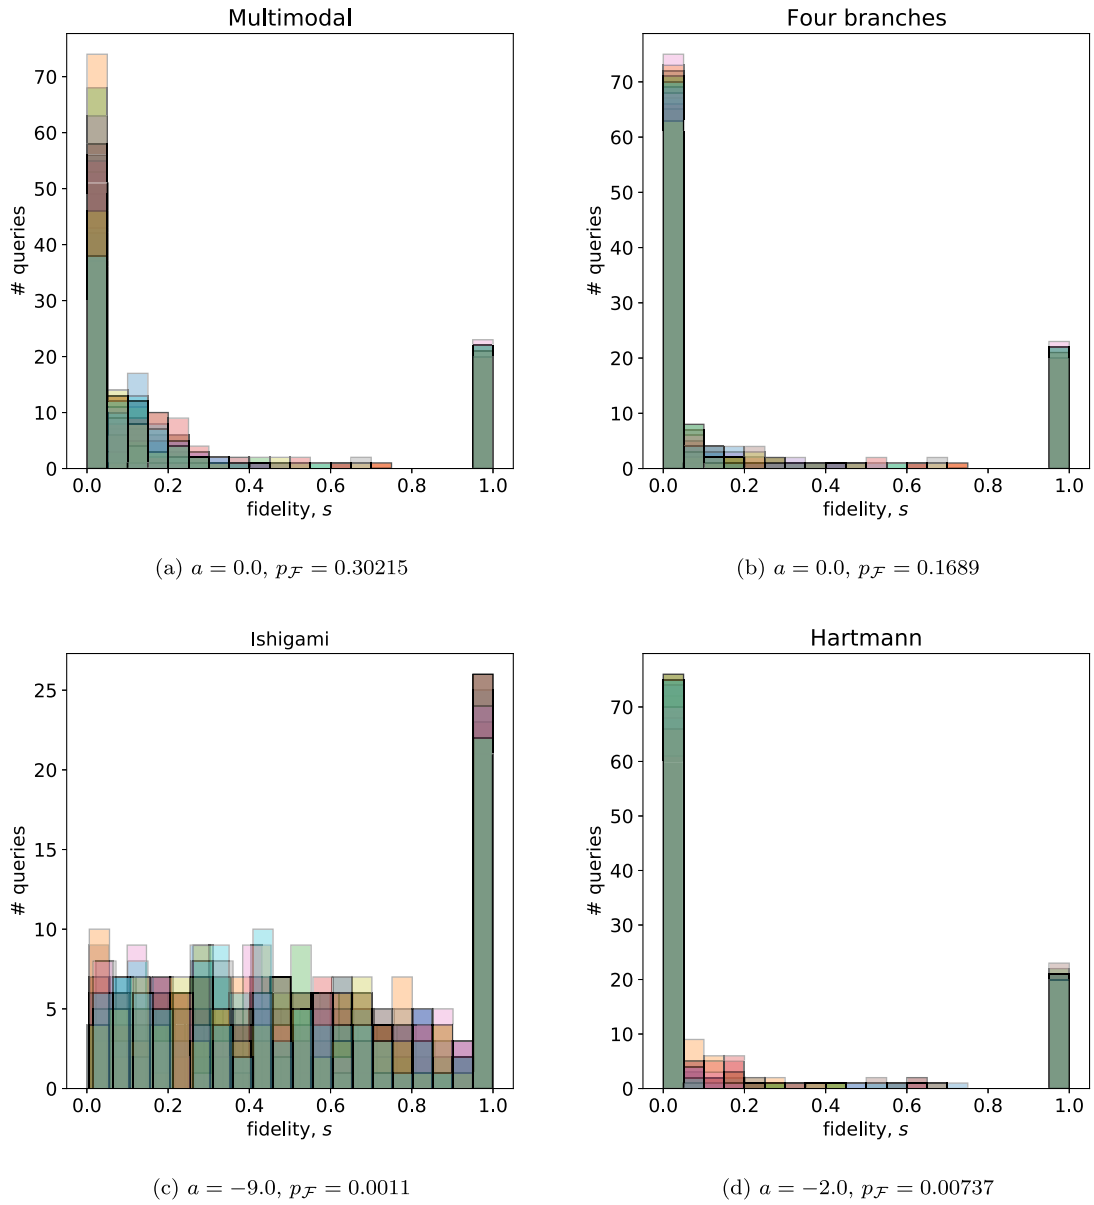 Multimodal
# queries
70
60
50
40
30
20
10
0
0.0 0.2 0.4 0.6 0.8 1.0
fidelity, s
(a) a = 0.0, p_ℱ = 0.30215
Four branches
# queries
70
60
50
40
30
20
10
0
0.0 0.2 0.4 0.6 0.8 1.0
fidelity, s
(b) a = 0.0, p_ℱ = 0.1689
Ishigami
# queries
25
20
15
10
5
0
0.0 0.2 0.4 0.6 0.8 1.0
fidelity, s
(c) a = −9.0, p_ℱ = 0.0011
Hartmann
# queries
70
60
50
40
30
20
10
0
0.0 0.2 0.4 0.6 0.8 1.0
fidelity, s
(d) a = −2.0, p_ℱ = 0.00737